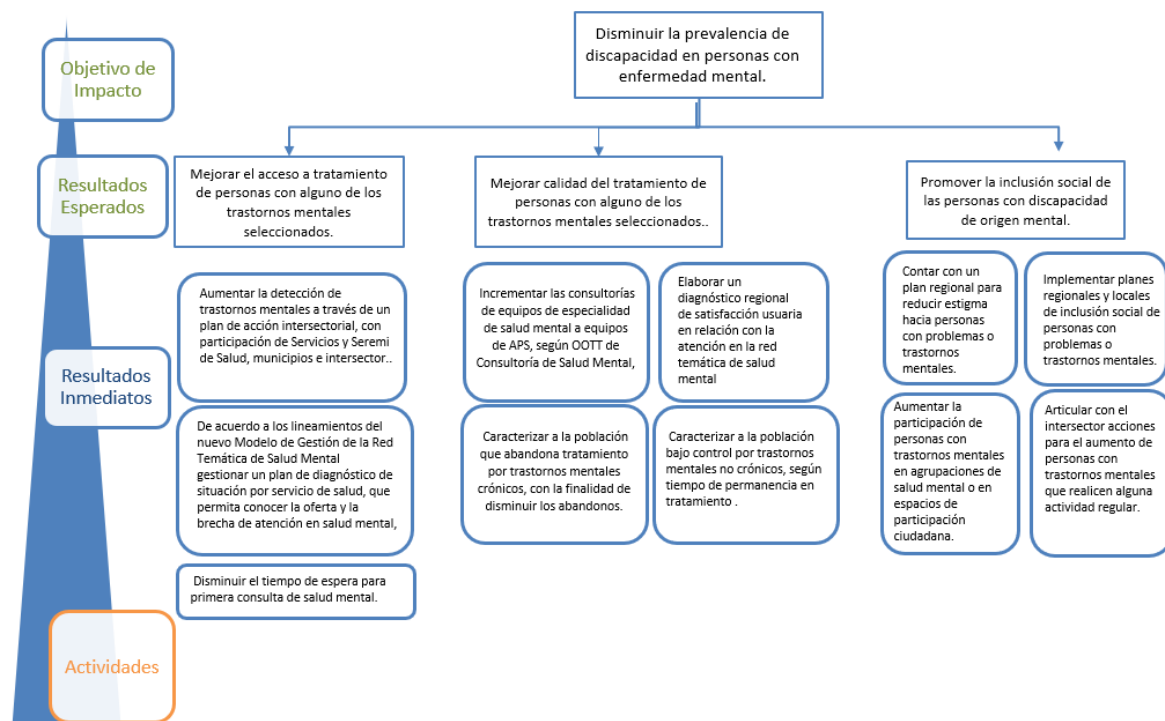 Objetivo de
Impacto
Disminuir la prevalencia de
discapacidad en personas con
enfermedad mental.
Resultados
Esperados
Mejorar el acceso a tratamiento
de personas con alguno de los
trastornos mentales
seleccionados.
Mejorar calidad del tratamiento de
personas con alguno de los
trastornos mentales seleccionados..
Promover la inclusión social de
las personas con discapacidad
de origen mental.
Resultados
Inmediatos
Aumentar la detección de
trastornos mentales a través de un
plan de acción intersectorial, con
participación de Servicios y Seremi
de Salud, municipios e intersector..
De acuerdo a los lineamientos del
nuevo Modelo de Gestión de la Red
Temática de Salud Mental
gestionar un plan de diagnóstico de
situación por servicio de salud, que
permita conocer la oferta y la
brecha de atención en salud mental,
Disminuir el tiempo de espera para
primera consulta de salud mental.
Incrementar las consultorías
de equipos de especialidad
de salud mental a equipos
de APS, según OOTT de
Consultoría de Salud Mental,
Elaborar un
diagnóstico regional
de satisfacción usuaria
en relación con la
atención en la red
temática de salud
mental
Caracterizar a la población
que abandona tratamiento
por trastornos mentales
crónicos, con la finalidad de
disminuir los abandonos.
Caracterizar a la población
bajo control por trastornos
mentales no crónicos, según
tiempo de permanencia en
tratamiento .
Contar con un
plan regional para
reducir estigma
hacia personas
con problemas o
trastornos
mentales.
Implementar planes
regionales y locales
de inclusión social de
personas con
problemas o
trastornos mentales.
Aumentar la
participación de
personas con
trastornos mentales
en agrupaciones de
salud mental o en
espacios de
participación
ciudadana.
Articular con el
intersector acciones
para el aumento de
personas con
trastornos mentales
que realicen alguna
actividad regular.
Actividades